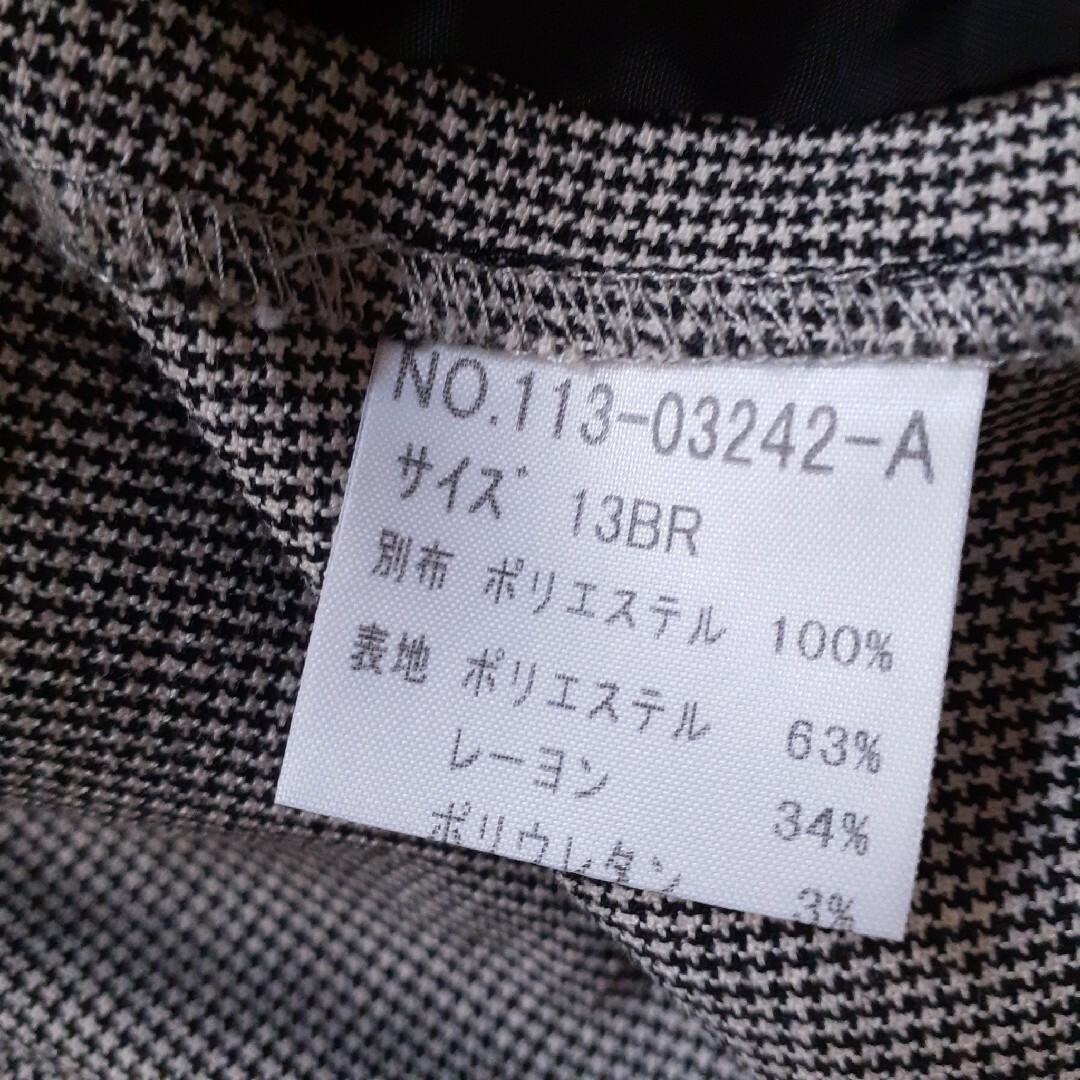 NO.113-03242-A
サイズ 13BR
別布 ポリエステル 100%
表地 ポリエステル 63%
レーヨン 34%
ポリウレタン 3%